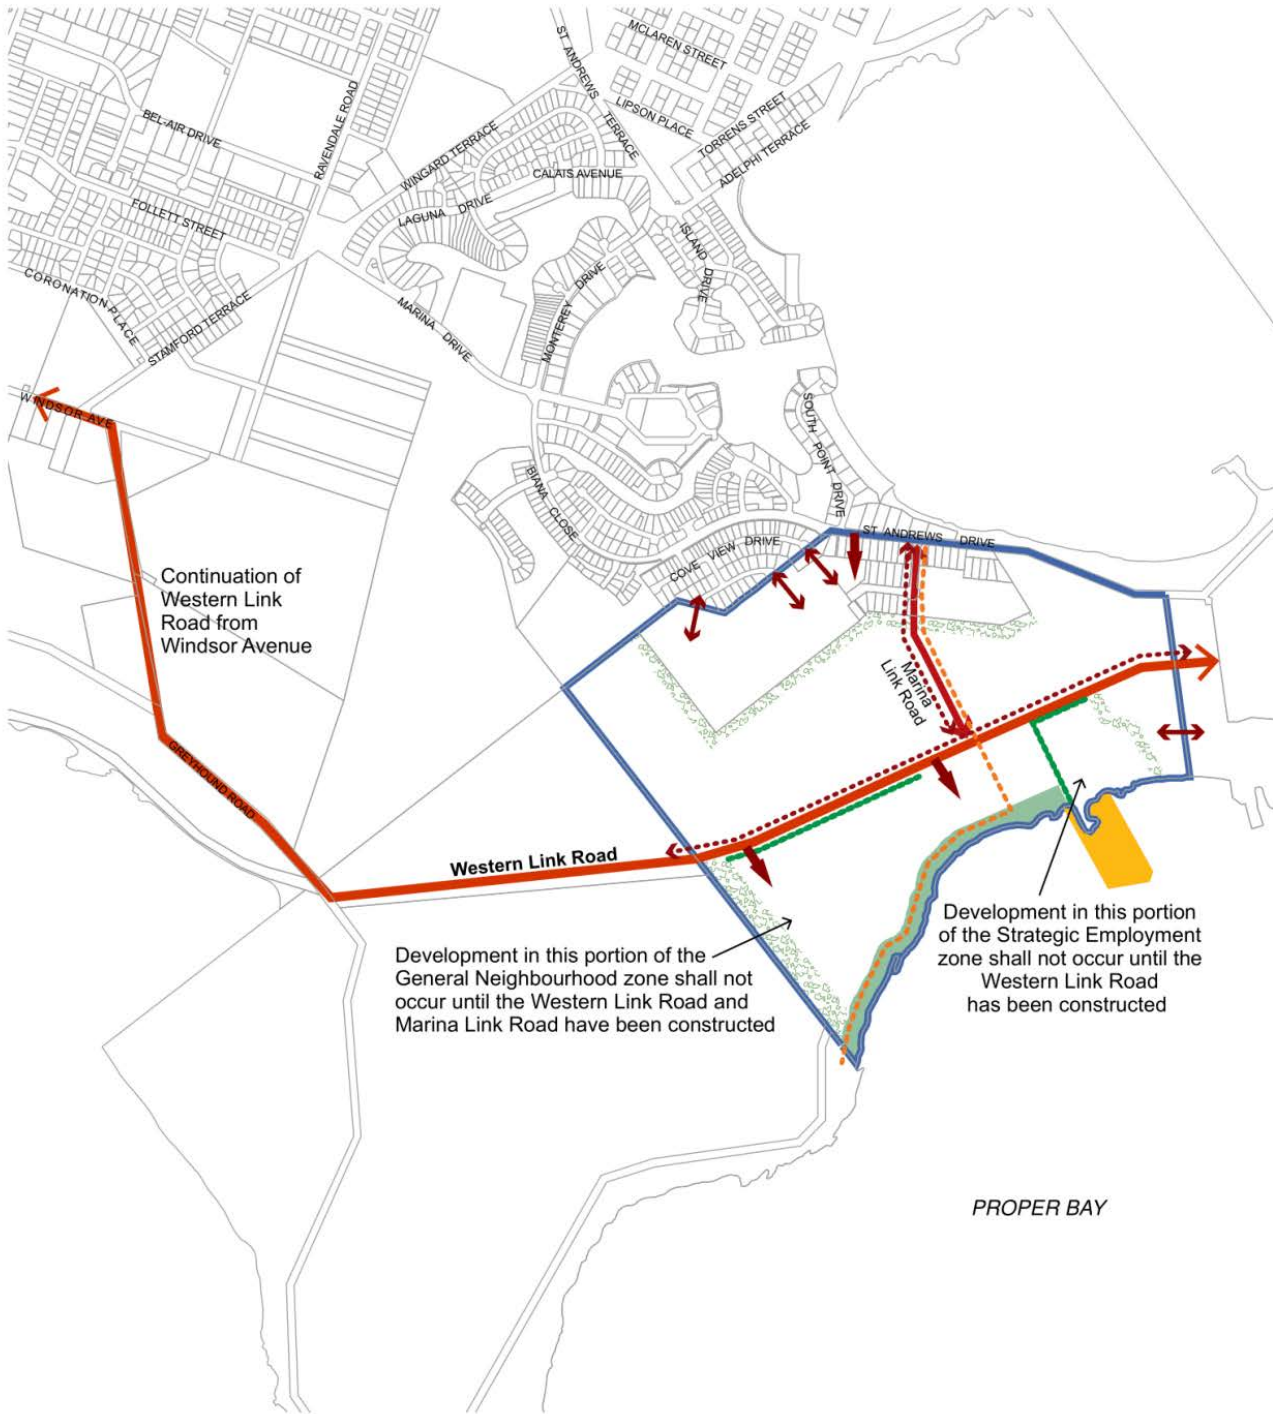 MCLAREN STREET
ST ANDREWS TERRACE
LIPSON PLACE
TORRENS STREET
ADELPHI TERRACE
BEL-AIR DRIVE
RAVENDALE ROAD
WINGARD TERRACE
CALAIS AVENUE
LAGUNA DRIVE
FOLLETT STREET
ISLAND DRIVE
CORONATION PLACE
STAMFORD TERRACE
MARINA DRIVE
MONTEREY DRIVE
WINDSOR AVE
SOUTH POINT DRIVE
BIANA CLOSE
ST ANDREWS DRIVE
COVE VIEW DRIVE
Continuation of
Western Link
Road from
Windsor Avenue
Marina
Link Road
GREYHOUND ROAD
Western Link Road
Development in this portion of the
General Neighbourhood zone shall not
occur until the Western Link Road and
Marina Link Road have been constructed
Development in this portion
of the Strategic Employment
zone shall not occur until the
Western Link Road
has been constructed
PROPER BAY